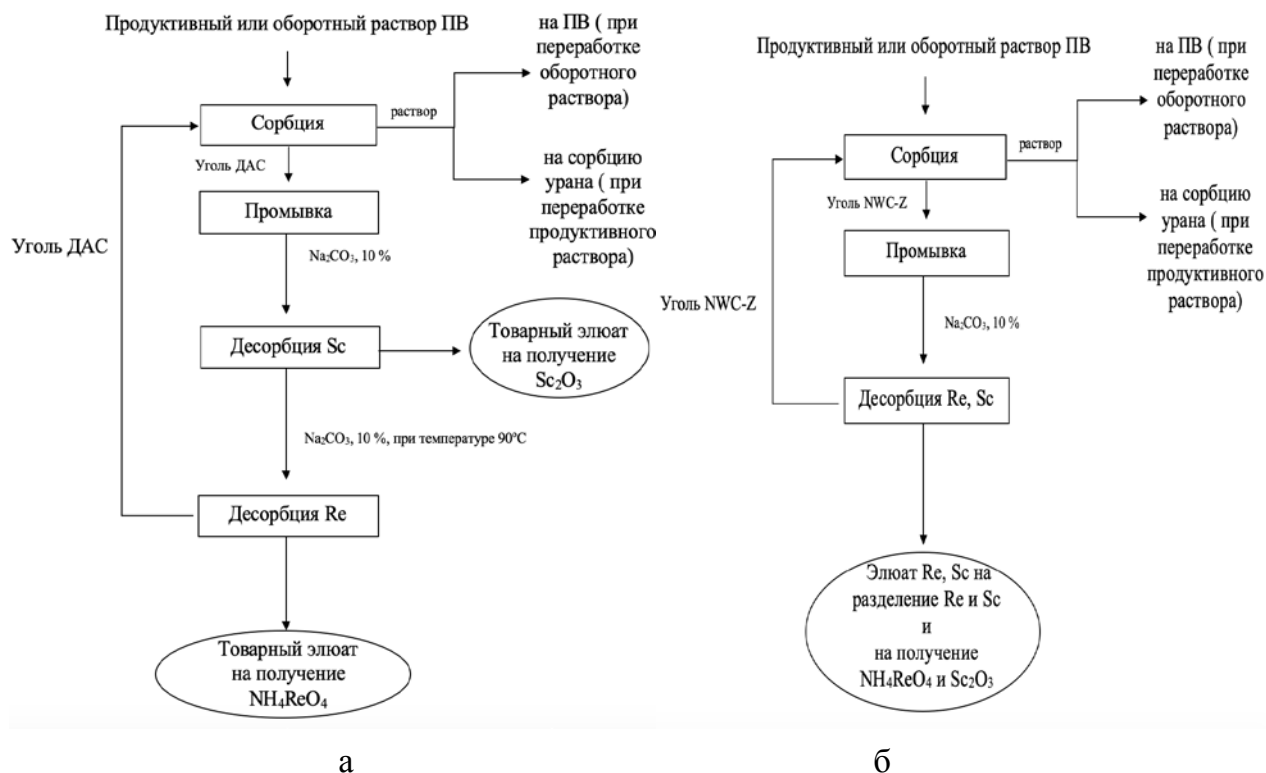 Продуктивный или оборотный раствор ПВ
на ПВ ( при
переработке
оборотного
раствора)
Сорбция
раствор
Уголь ДАС
на сорбцию
урана ( при
переработке
продуктивного
раствора)
Промывка
Уголь ДАС
Na₂CO₃, 10 %
Десорбция Sc
Товарный элюат
на получение
Sc₂O₃
Na₂CO₃, 10 %, при температуре 90ºС
Десорбция Re
Товарный элюат
на получение
NH₄ReO₄
а
Продуктивный или оборотный раствор ПВ
на ПВ ( при
переработке
оборотного
раствора)
Сорбция
раствор
Уголь NWC-Z
на сорбцию
урана ( при
переработке
продуктивного
раствора)
Промывка
Уголь NWC-Z
Na₂CO₃, 10 %
Десорбция Re, Sc
Элюат Re, Sc на
разделение Re и Sc
и
на получение
NH₄ReO₄ и Sc₂O₃
б